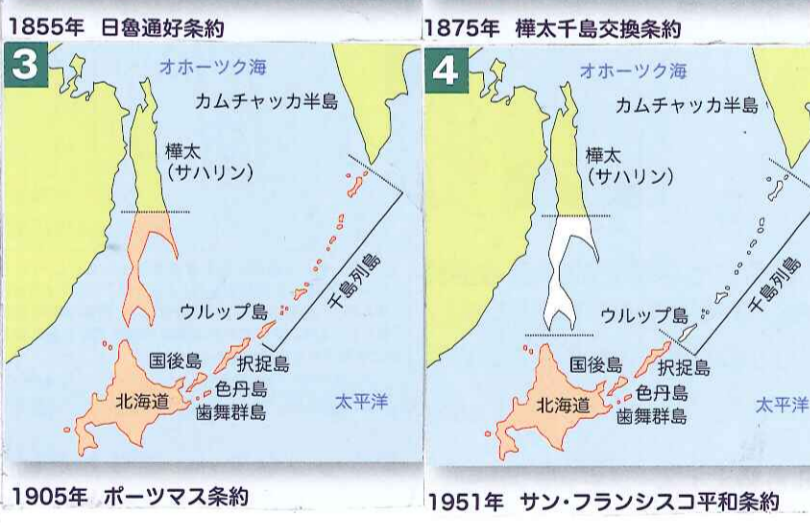 1855年 日魯通好条約
3
オホーツク海
カムチャッカ半島
樺太
(サハリン)
千島列島
ウルップ島
国後島
択捉島
色丹島
歯舞群島
北海道
太平洋
1905年 ポーツマス条約
1875年 樺太千島交換条約
4
オホーツク海
カムチャッカ半島
樺太
(サハリン)
千島列島
ウルップ島
国後島
択捉島
色丹島
歯舞群島
北海道
太平洋
1951年 サン・フランシスコ平和条約